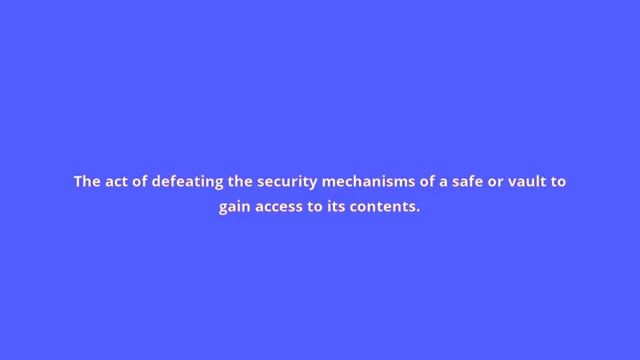 The act of defeating the security mechanisms of a safe or vault to
gain access to its contents.